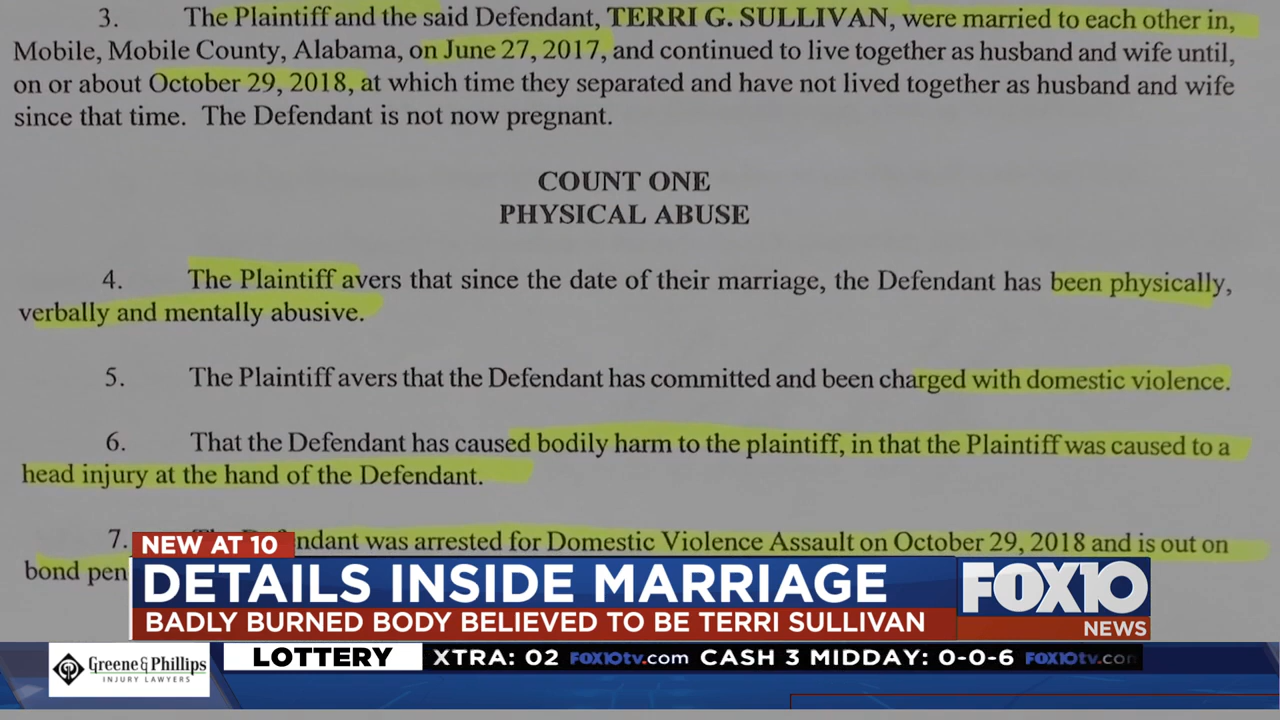 3. The Plaintiff and the said Defendant, TERRI G. SULLIVAN, were married to each other in,
Mobile, Mobile County, Alabama, on June 27, 2017, and continued to live together as husband and wife until,
on or about October 29, 2018, at which time they separated and have not lived together as husband and wife
since that time. The Defendant is not now pregnant.
COUNT ONE
PHYSICAL ABUSE
4. The Plaintiff avers that since the date of their marriage, the Defendant has been physically,
verbally and mentally abusive.
5. The Plaintiff avers that the Defendant has committed and been charged with domestic violence.
6. That the Defendant has caused bodily harm to the plaintiff, in that the Plaintiff was caused to a
head injury at the hand of the Defendant.
7. ndant was arrested for Domestic Violence Assault on October 29, 2018 and is out on
bond pen
NEW AT 10
DETAILS INSIDE MARRIAGE
BADLY BURNED BODY BELIEVED TO BE TERRI SULLIVAN
FOX10
NEWS
Greene & Phillips
INJURY LAWYERS
LOTTERY
XTRA: 02 FOX10tv.com CASH 3 MIDDAY: 0-0-6 FOX10tv.co